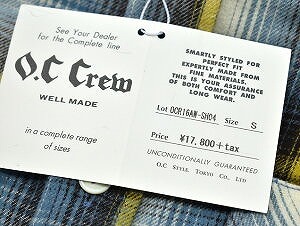 See Your Dealer
for the Complete line
O.C Crew
WELL MADE
in a complete range
of sizes
SMARTLY STYLED FOR
PERFECT FIT
EXPERTLY MADE FROM
FINE MATERIALS.
THIS IS YOUR ASSURANCE
OF BOTH COMFORT AND
LONG WEAR.
Lot OCR16AW-SH04 Size S
Price ¥17,800+tax
UNCONDITIONALLY GUARANTEED
O.C STYLE TOKYO CO., LTD